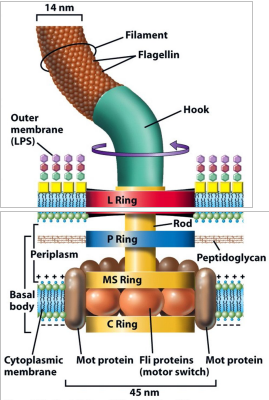 14 nm
Filament
Flagellin
Outer
membrane
(LPS)
Hook
L Ring
Rod
P Ring
Peptidoglycan
Periplasm
++++
++++
MS Ring
Basal
body
C Ring
Cytoplasmic
membrane
Mot protein
Fli proteins
(motor switch)
Mot protein
45 nm